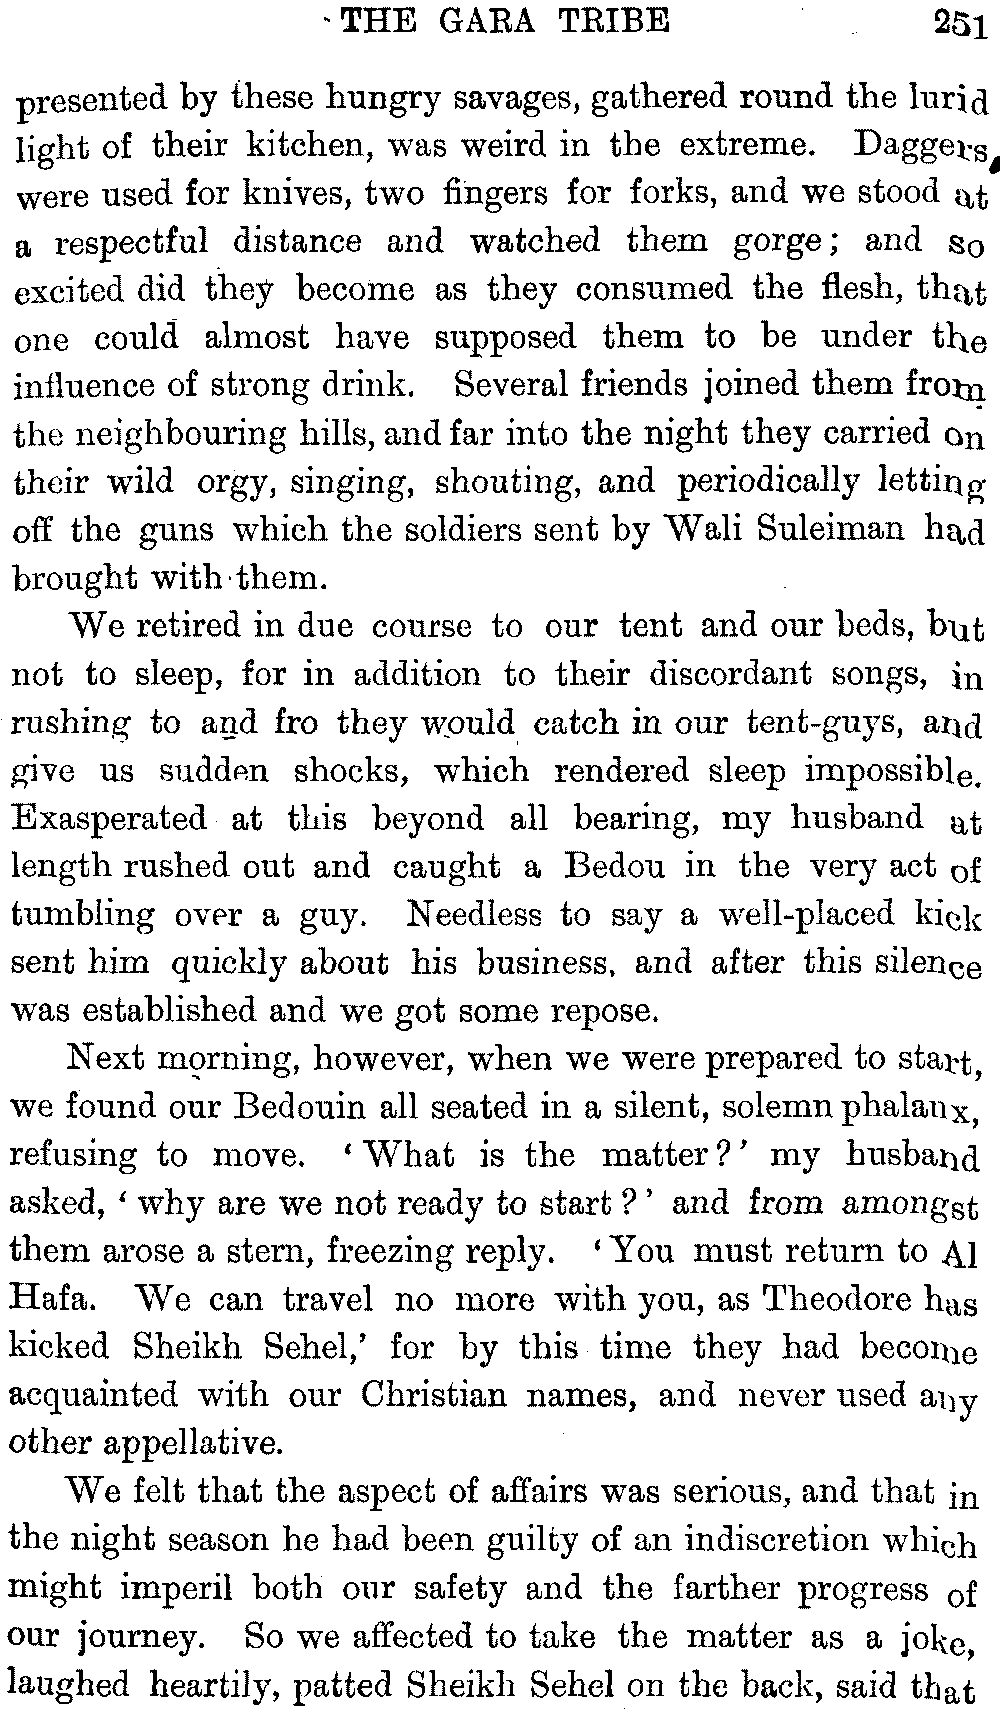 THE GARA TRIBE 251
presented by these hungry savages, gathered round the lurid
light of their kitchen, was weird in the extreme. Daggers
were used for knives, two fingers for forks, and we stood at
a respectful distance and watched them gorge; and so
excited did they become as they consumed the flesh, that
one could almost have supposed them to be under the
influence of strong drink. Several friends joined them from
the neighbouring hills, and far into the night they carried on
their wild orgy, singing, shouting, and periodically letting
off the guns which the soldiers sent by Wali Suleiman had
brought with them.
We retired in due course to our tent and our beds, but
not to sleep, for in addition to their discordant songs, in
rushing to and fro they would catch in our tent-guys, and
give us sudden shocks, which rendered sleep impossible.
Exasperated at this beyond all bearing, my husband at
length rushed out and caught a Bedou in the very act of
tumbling over a guy. Needless to say a well-placed kick
sent him quickly about his business, and after this silence
was established and we got some repose.
Next morning, however, when we were prepared to start,
we found our Bedouin all seated in a silent, solemn phalanx,
refusing to move. ‘What is the matter?’ my husband
asked, ‘why are we not ready to start?’ and from amongst
them arose a stern, freezing reply. ‘You must return to Al
Hafa. We can travel no more with you, as Theodore has
kicked Sheikh Sehel,’ for by this time they had become
acquainted with our Christian names, and never used any
other appellative.
We felt that the aspect of affairs was serious, and that in
the night season he had been guilty of an indiscretion which
might imperil both our safety and the farther progress of
our journey. So we affected to take the matter as a joke,
laughed heartily, patted Sheikh Sehel on the back, said that